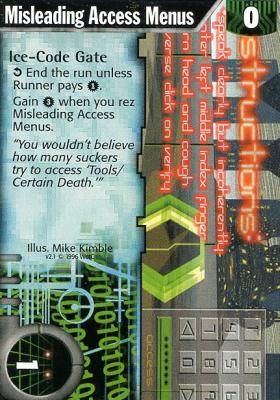 Misleading Access Menus
0
Ice-Code Gate
End the run unless
Runner pays 1.
Gain 3 when you rez
Misleading Access
Menus.
"You wouldn't believe
how many suckers
try to access 'Tools/
Certain Death.'"
Illus. Mike Kimble
v2.1 © 1996 WotC
1
structions
speak clearly but incoherently
left middle index finger
head and cough
click on verify
access